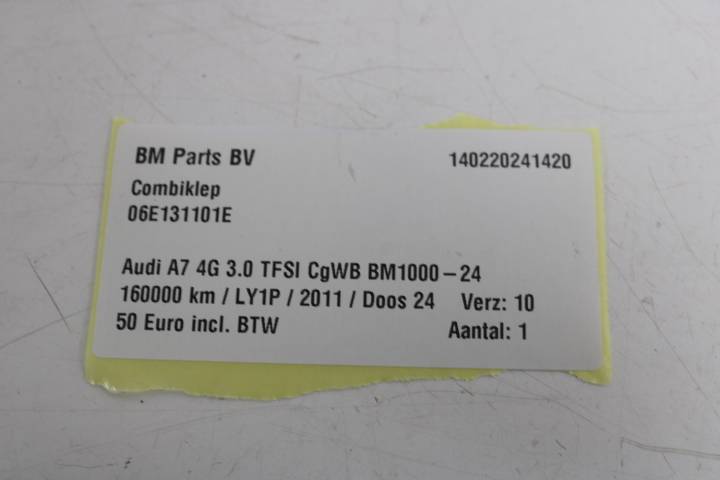 BM Parts BV 140220241420
Combiklep
06E131101E
Audi A7 4G 3.0 TFSI CgWB BM1000-24
160000 km / LY1P / 2011 / Doos 24 Verz: 10
50 Euro incl. BTW Aantal: 1